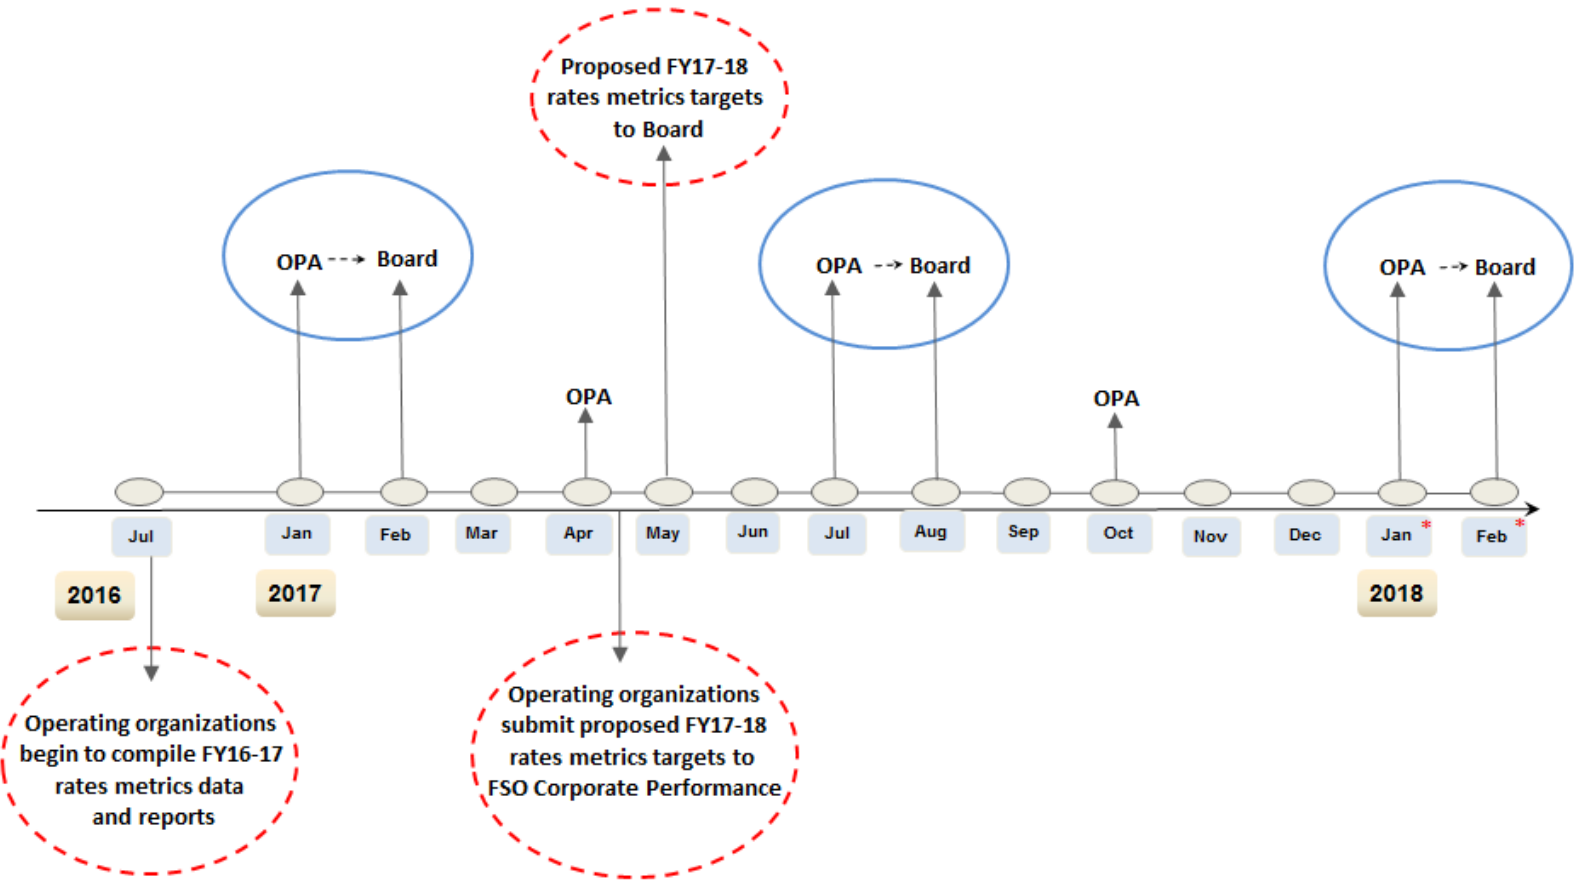 Proposed FY17-18
rates metrics targets
to Board
OPA Board
OPA Board
OPA Board
OPA
OPA
Jul
Jan
Feb
Mar
Apr
May
Jun
Jul
Aug
Sep
Oct
Nov
Dec
Jan *
Feb *
2016
2017
2018
Operating organizations
begin to compile FY16-17
rates metrics data
and reports
Operating organizations
submit proposed FY17-18
rates metrics targets to
FSO Corporate Performance